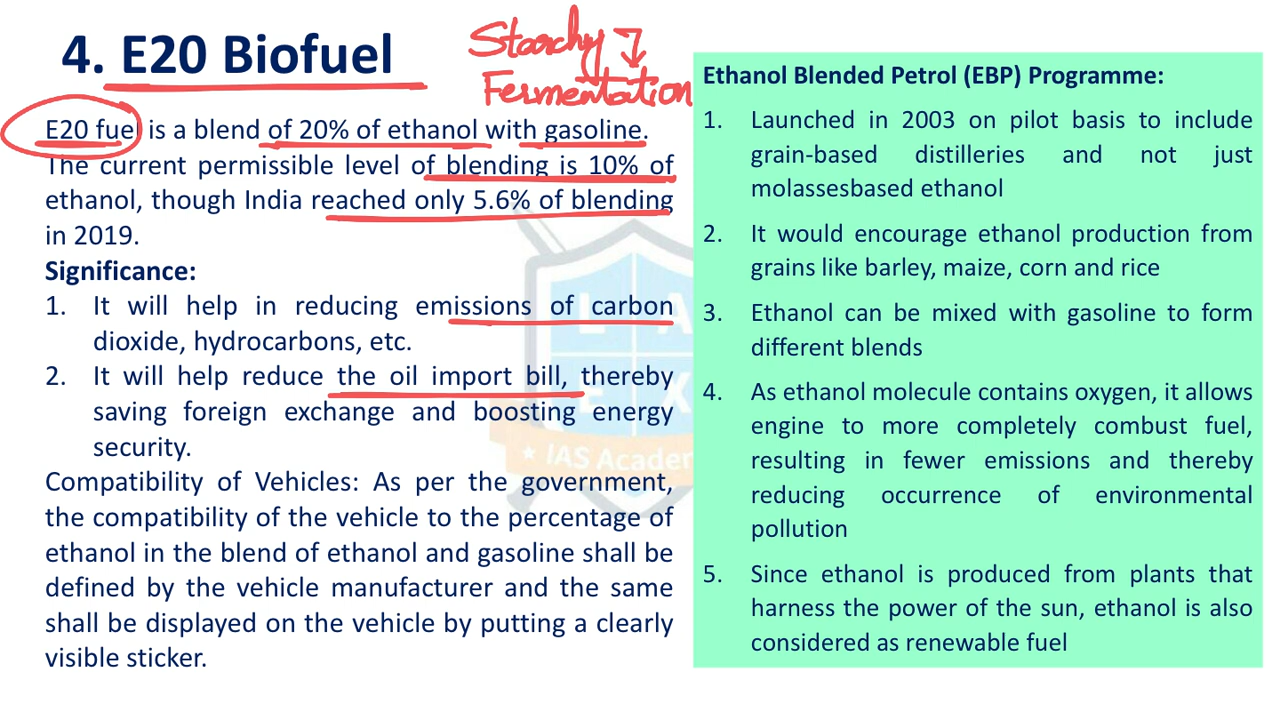 4. E20 Biofuel
Starchy
Fermentation
E20 fuel is a blend of 20% of ethanol with gasoline.
The current permissible level of blending is 10% of
ethanol, though India reached only 5.6% of blending
in 2019.
Significance:
1. It will help in reducing emissions of carbon
dioxide, hydrocarbons, etc.
2. It will help reduce the oil import bill, thereby
saving foreign exchange and boosting energy
security.
Compatibility of Vehicles: As per the government,
the compatibility of the vehicle to the percentage of
ethanol in the blend of ethanol and gasoline shall be
defined by the vehicle manufacturer and the same
shall be displayed on the vehicle by putting a clearly
visible sticker.
Ethanol Blended Petrol (EBP) Programme:
1. Launched in 2003 on pilot basis to include
grain-based distilleries and not just
molassesbased ethanol
2. It would encourage ethanol production from
grains like barley, maize, corn and rice
3. Ethanol can be mixed with gasoline to form
different blends
4. As ethanol molecule contains oxygen, it allows
engine to more completely combust fuel,
resulting in fewer emissions and thereby
reducing occurrence of environmental
pollution
5. Since ethanol is produced from plants that
harness the power of the sun, ethanol is also
considered as renewable fuel
I A
E X
IAS Acade